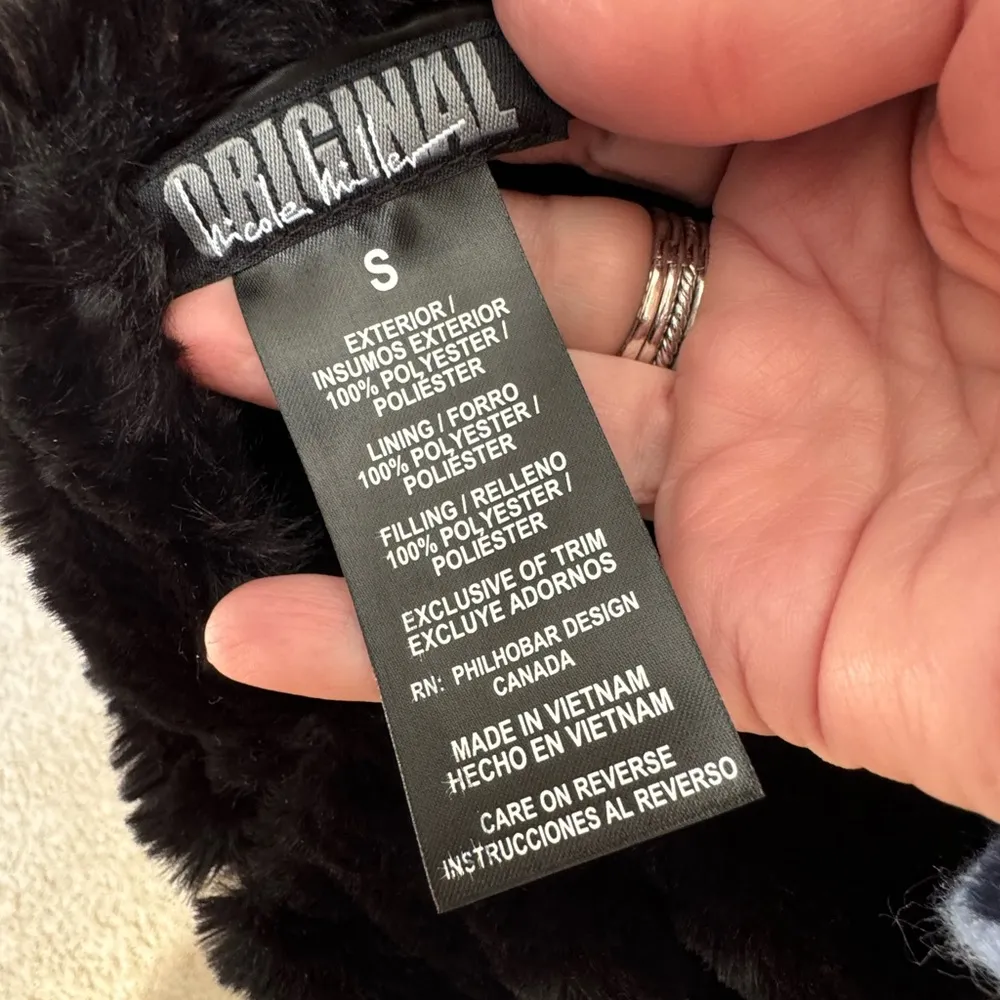 ORIGINAL
Nicole Miller
S
EXTERIOR /
INSUMOS EXTERIOR
100% POLYESTER /
POLIÉSTER
LINING / FORRO
100% POLYESTER /
POLIÉSTER
FILLING / RELLENO
100% POLYESTER /
POLIÉSTER
EXCLUSIVE OF TRIM
EXCLUYE ADORNOS
RN: PHILHOBAR DESIGN
CANADA
MADE IN VIETNAM
HECHO EN VIETNAM
CARE ON REVERSE
INSTRUCCIONES AL REVERSO